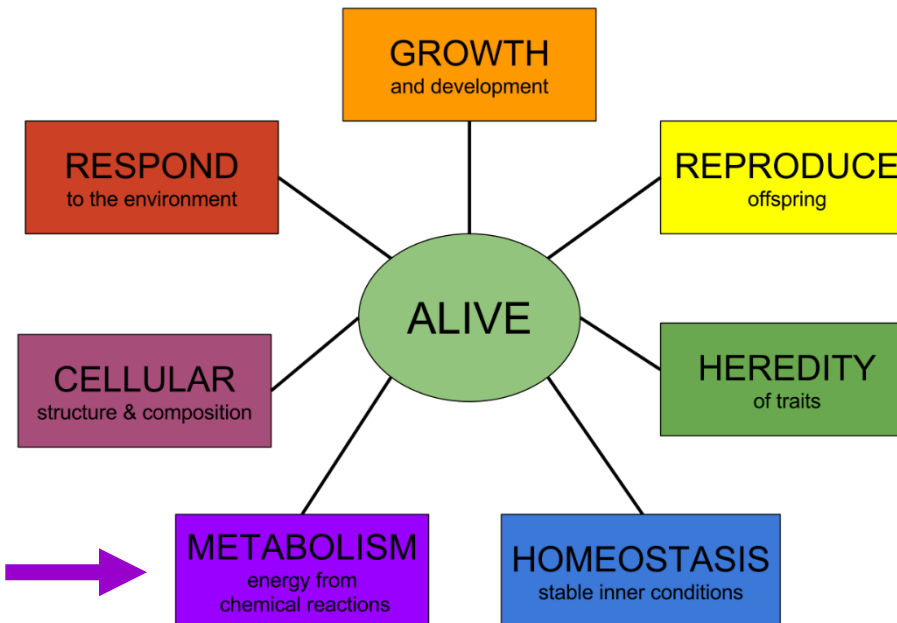 GROWTH
and development
RESPOND
to the environment
REPRODUCE
offspring
ALIVE
CELLULAR
structure & composition
HEREDITY
of traits
METABOLISM
energy from
chemical reactions
HOMEOSTASIS
stable inner conditions